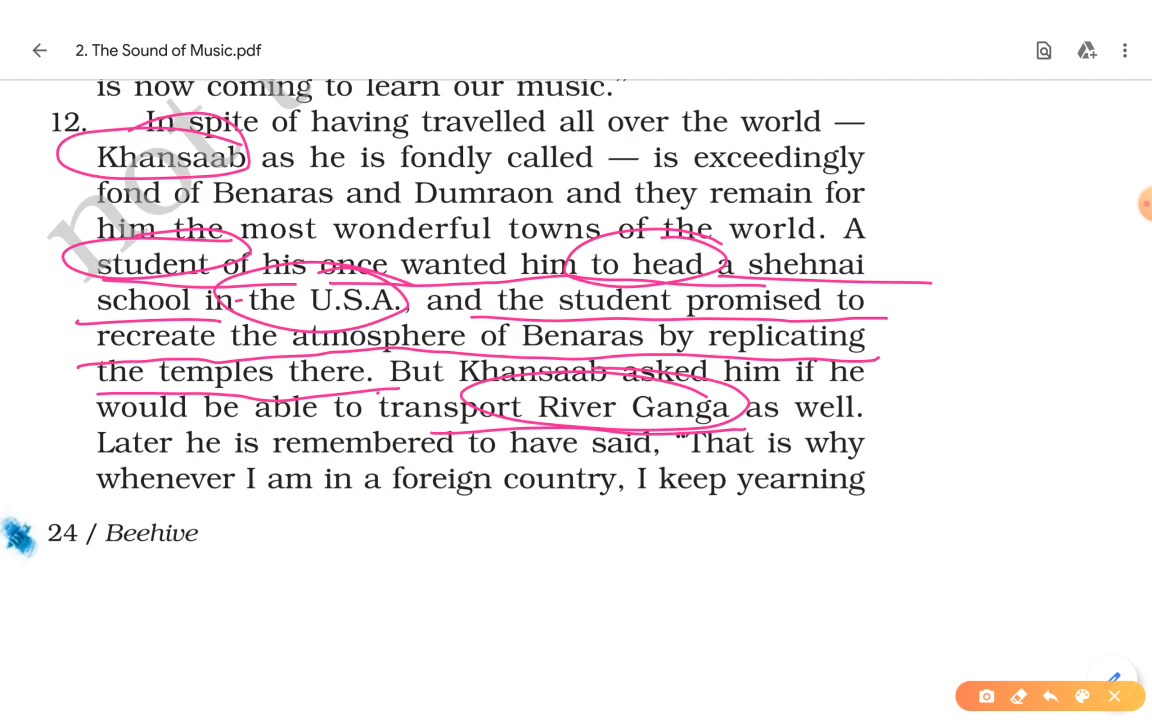 2. The Sound of Music.pdf
is now coming to learn our music.”
not
12. In spite of having travelled all over the world —
Khansaab as he is fondly called — is exceedingly
fond of Benaras and Dumraon and they remain for
him the most wonderful towns of the world. A
student of his once wanted him to head a shehnai
school in the U.S.A., and the student promised to
recreate the atmosphere of Benaras by replicating
the temples there. But Khansaab asked him if he
would be able to transport River Ganga as well.
Later he is remembered to have said, “That is why
whenever I am in a foreign country, I keep yearning
24 / Beehive